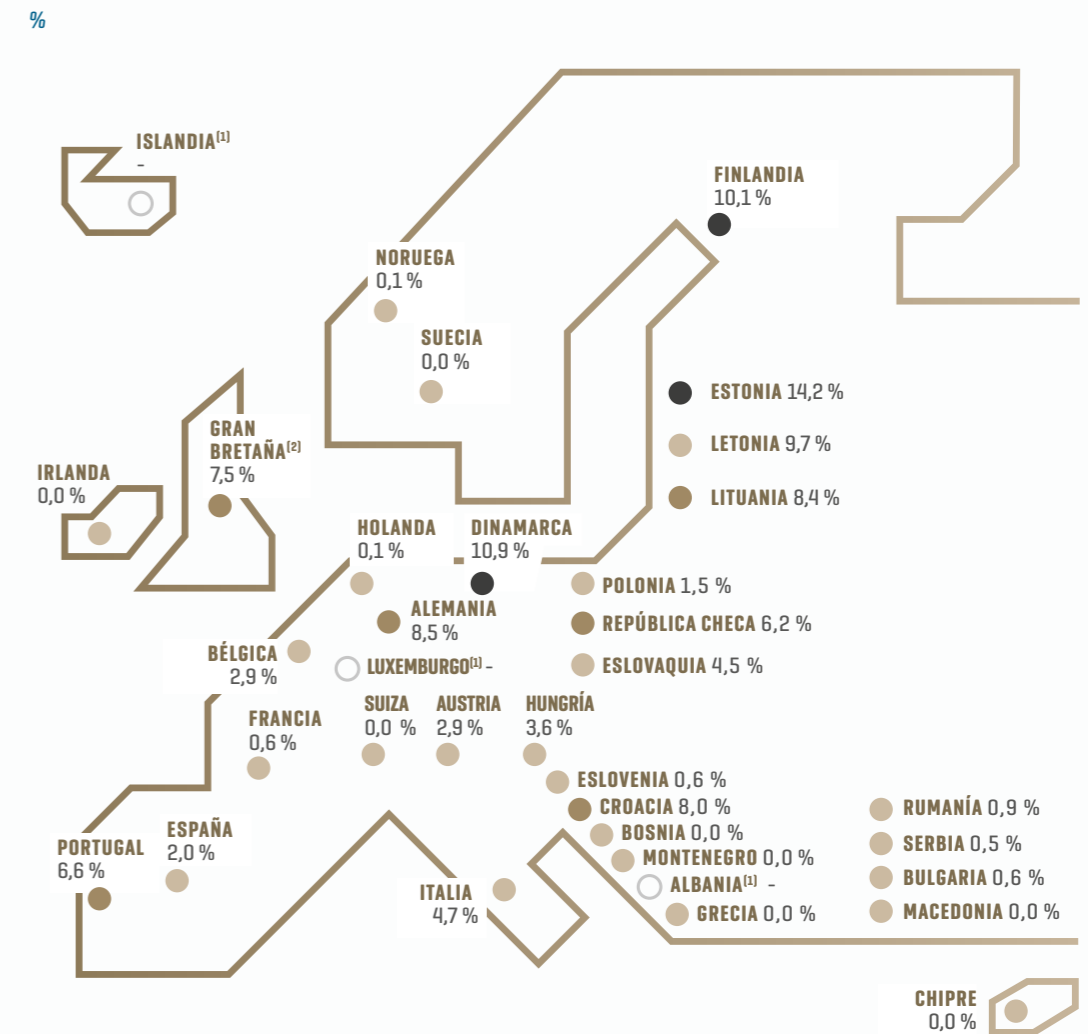 %
ISLANDIA(1)
-
FINLANDIA
10,1 %
NORUEGA
0,1 %
SUECIA
0,0 %
ESTONIA 14,2 %
LETONIA 9,7 %
LITUANIA 8,4 %
GRAN
BRETAÑA(2)
7,5 %
IRLANDA
0,0 %
HOLANDA
0,1 %
DINAMARCA
10,9 %
ALEMANIA
8,5 %
POLONIA 1,5 %
REPÚBLICA CHECA 6,2 %
ESLOVAQUIA 4,5 %
BÉLGICA
2,9 %
LUXEMBURGO(1) -
SUIZA
0,0 %
AUSTRIA
2,9 %
HUNGRÍA
3,6 %
FRANCIA
0,6 %
ESLOVENIA 0,6 %
CROACIA 8,0 %
BOSNIA 0,0 %
MONTENEGRO 0,0 %
ALBANIA(1) -
GRECIA 0,0 %
RUMANÍA 0,9 %
SERBIA 0,5 %
BULGARIA 0,6 %
MACEDONIA 0,0 %
PORTUGAL
6,6 %
ESPAÑA
2,0 %
ITALIA
4,7 %
CHIPRE
0,0 %